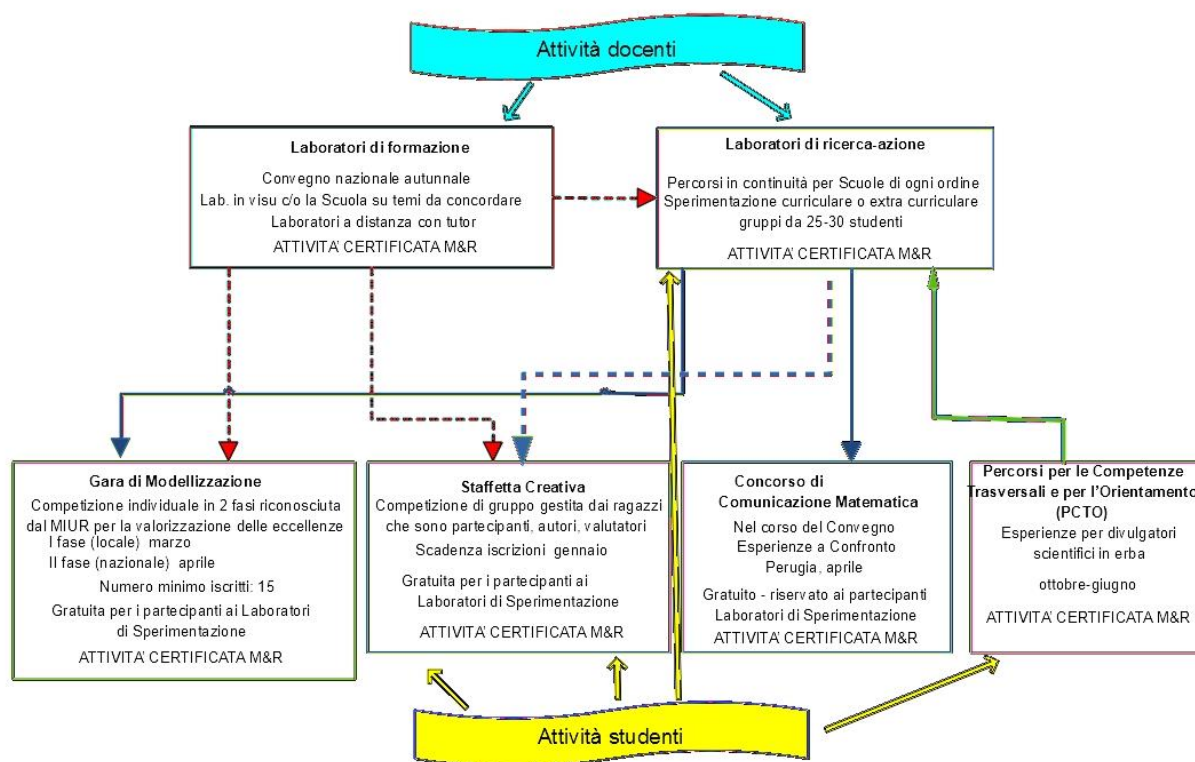 Attività docenti
Laboratori di formazione
Convegno nazionale autunnale
Lab. in visu c/o la Scuola su temi da concordare
Laboratori a distanza con tutor
ATTIVITA' CERTIFICATA M&R
Laboratori di ricerca-azione
Percorsi in continuità per Scuole di ogni ordine
Sperimentazione curriculare o extra curriculare
gruppi da 25-30 studenti
ATTIVITA' CERTIFICATA M&R
Gara di Modellizzazione
Competizione individuale in 2 fasi riconosciuta
dal MIUR per la valorizzazione delle eccellenze
I fase (locale) marzo
II fase (nazionale) aprile
Numero minimo iscritti: 15
Gratuita per i partecipanti ai Laboratori
di Sperimentazione
ATTIVITA' CERTIFICATA M&R
Staffetta Creativa
Competizione di gruppo gestita dai ragazzi
che sono partecipanti, autori, valutatori
Scadenza iscrizioni gennaio
Gratuita per i partecipanti ai
Laboratori di Sperimentazione
ATTIVITA' CERTIFICATA M&R
Concorso di
Comunicazione Matematica
Nel corso del Convegno
Esperienze a Confronto
Perugia, aprile
Gratuito - riservato ai partecipanti
Laboratori di Sperimentazione
ATTIVITA' CERTIFICATA M&R
Percorsi per le Competenze
Trasversali e per l'Orientamento
(PCTO)
Esperienze per divulgatori
scientifici in erba
ottobre-giugno
ATTIVITA' CERTIFICATA M&R
Attività studenti